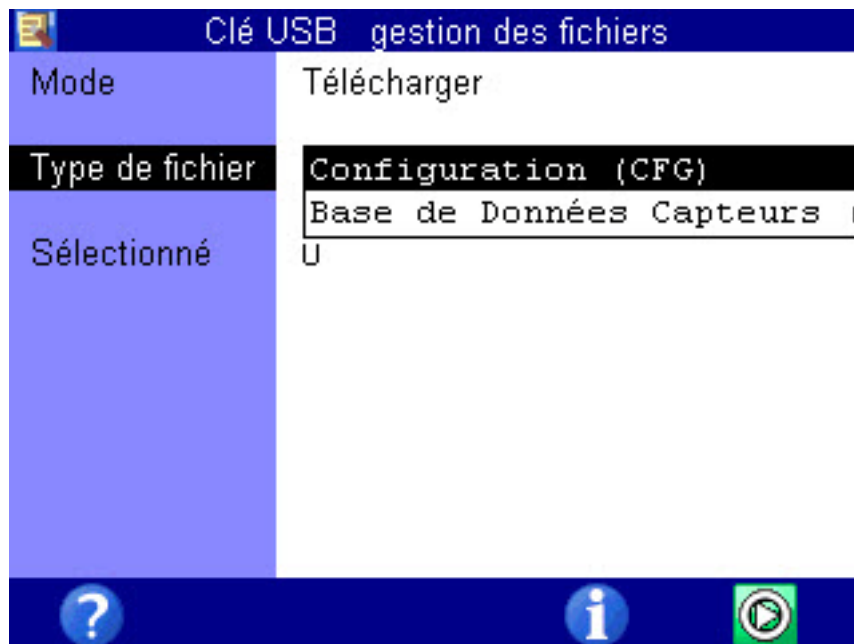 Clé USB gestion des fichiers
Mode Télécharger
Type de fichier Configuration (CFG)
Base de Données Capteurs
Sélectionné U